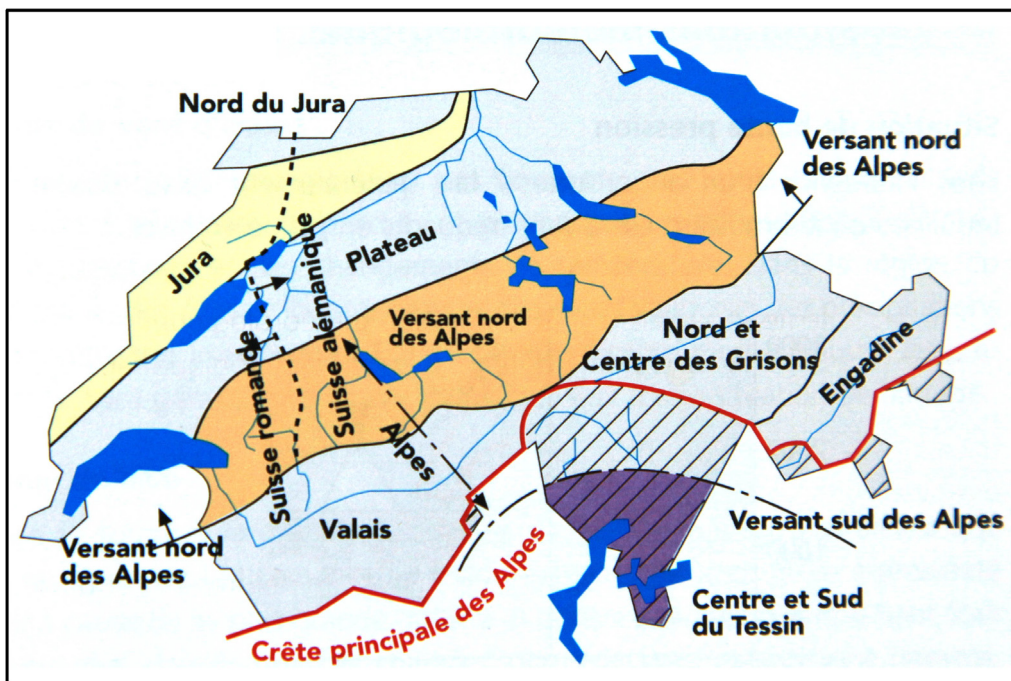 Nord du Jura
Versant nord
des Alpes
Jura
Plateau
Suisse romande
Suisse alémanique
Versant nord
des Alpes
Nord et
Centre des Grisons
Engadine
Alpes
Valais
Versant nord
des Alpes
Versant sud des Alpes
Crête principale des Alpes
Centre et Sud
du Tessin